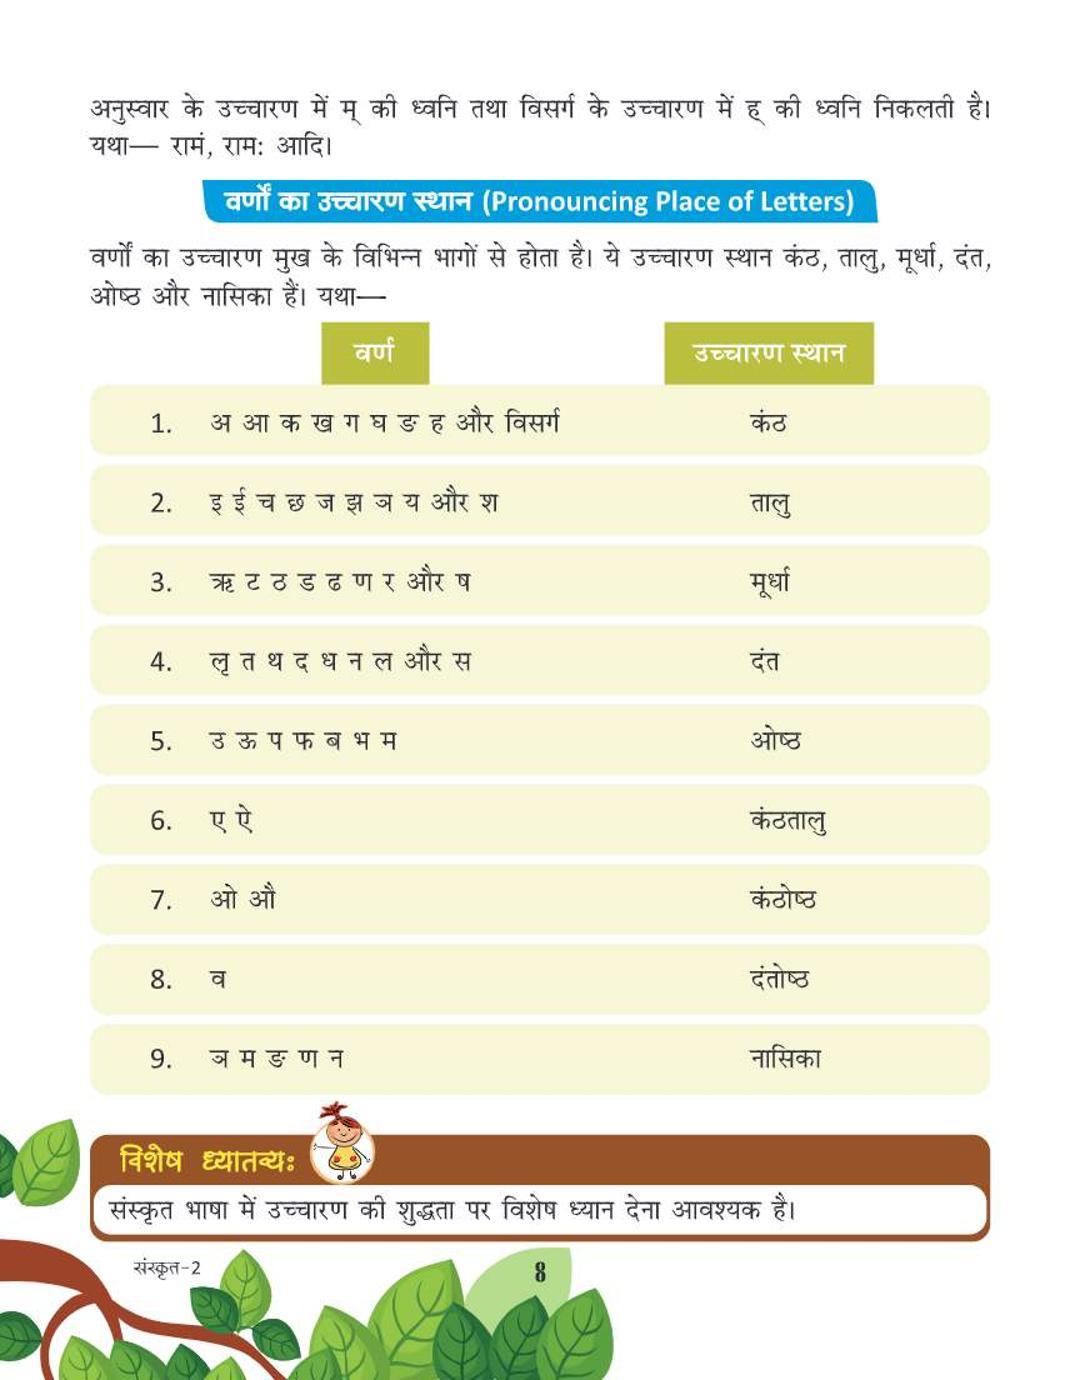 अनुस्वार के उच्चारण में म् की ध्वनि तथा विसर्ग के उच्चारण में ह् की ध्वनि निकलती है।
यथा— रामं, राम: आदि।
वर्णों का उच्चारण स्थान (Pronouncing Place of Letters)
वर्णों का उच्चारण मुख के विभिन्न भागों से होता है। ये उच्चारण स्थान कंठ, तालु, मूर्धा, दंत,
ओष्ठ और नासिका हैं। यथा—
वर्ण उच्चारण स्थान
1. अ आ क ख ग घ ङ ह और विसर्ग कंठ
2. इ ई च छ ज झ ञ य और श तालु
3. ऋ ट ठ ड ढ ण र और ष मूर्धा
4. लृ त थ द ध न ल और स दंत
5. उ ऊ प फ ब भ म ओष्ठ
6. ए ऐ कंठतालु
7. ओ औ कंठोष्ठ
8. व दंतोष्ठ
9. ञ म ङ ण न नासिका
विशेष ध्यातव्यः
संस्कृत भाषा में उच्चारण की शुद्धता पर विशेष ध्यान देना आवश्यक है।
संस्कृत-2 8